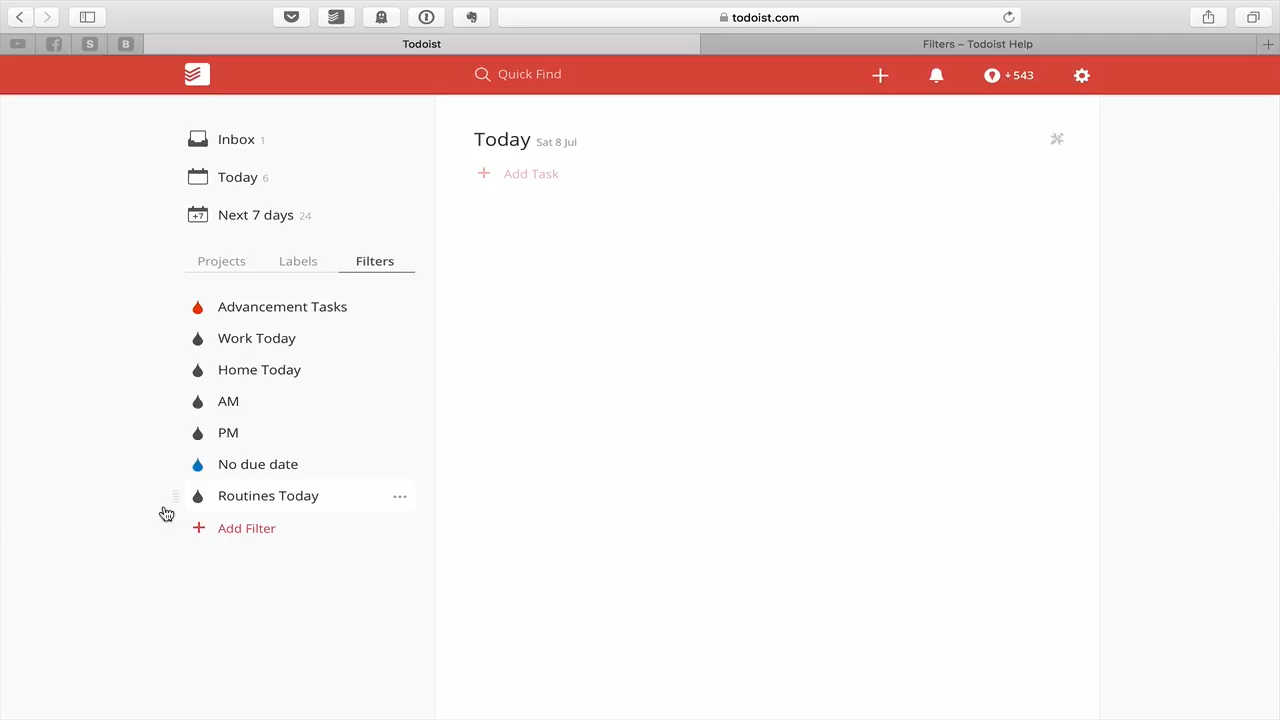 todoist.com
S
B
Todoist
Filters – Todoist Help
Quick Find
543
Inbox 1
Today 6
+7 Next 7 days 24
Projects Labels Filters
Advancement Tasks
Work Today
Home Today
AM
PM
No due date
Routines Today
+ Add Filter
Today Sat 8 Jul
+ Add Task